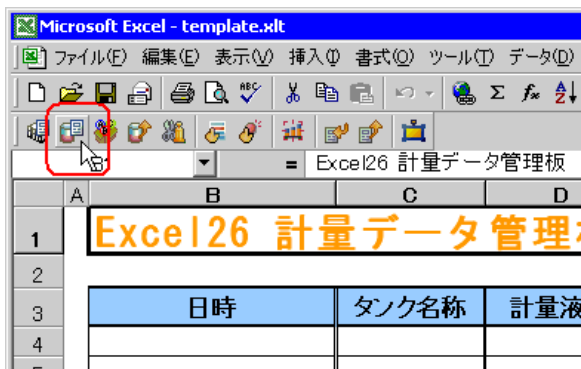 Microsoft Excel - template.xlt
ファイル(F) 編集(E) 表示(V) 挿入(I) 書式(O) ツール(T) データ(D)
ABC Σ fx
= Excel26 計量データ管理板
A B C D
1 Excel26 計量データ管理
2
3 日時 タンク名称 計量液
4